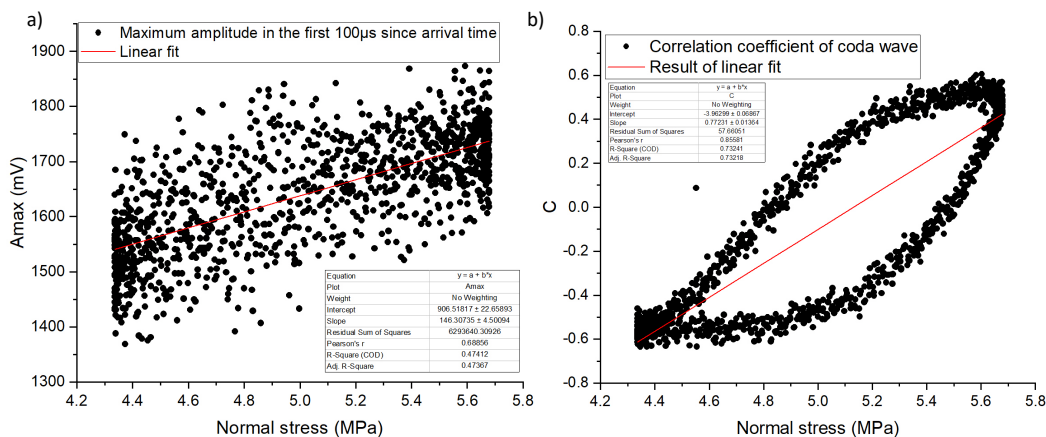 a)
Maximum amplitude in the first 100μs since arrival time
Linear fit
1900
1800
1700
1600
1500
1400
1300
Amax (mV)
4.2 4.4 4.6 4.8 5.0 5.2 5.4 5.6 5.8
Normal stress (MPa)
Equation y = a + b*x
Plot Amax
Weight No Weighting
Intercept 906.51817 ± 22.65893
Slope 146.30735 ± 4.50094
Residual Sum of Squares 6293640.30926
Pearson's r 0.68856
R-Square (COD) 0.47412
Adj. R-Square 0.47367
b)
Correlation coefficient of coda wave
Result of linear fit
Equation y = a + b*x
Plot C
Weight No Weighting
Intercept -3.96299 ± 0.06867
Slope 0.77231 ± 0.01364
Residual Sum of Squares 57.66051
Pearson's r 0.85581
R-Square (COD) 0.73241
Adj. R-Square 0.73218
0.8
0.6
0.4
0.2
0.0
-0.2
-0.4
-0.6
-0.8
C
4.2 4.4 4.6 4.8 5.0 5.2 5.4 5.6 5.8
Normal stress (MPa)